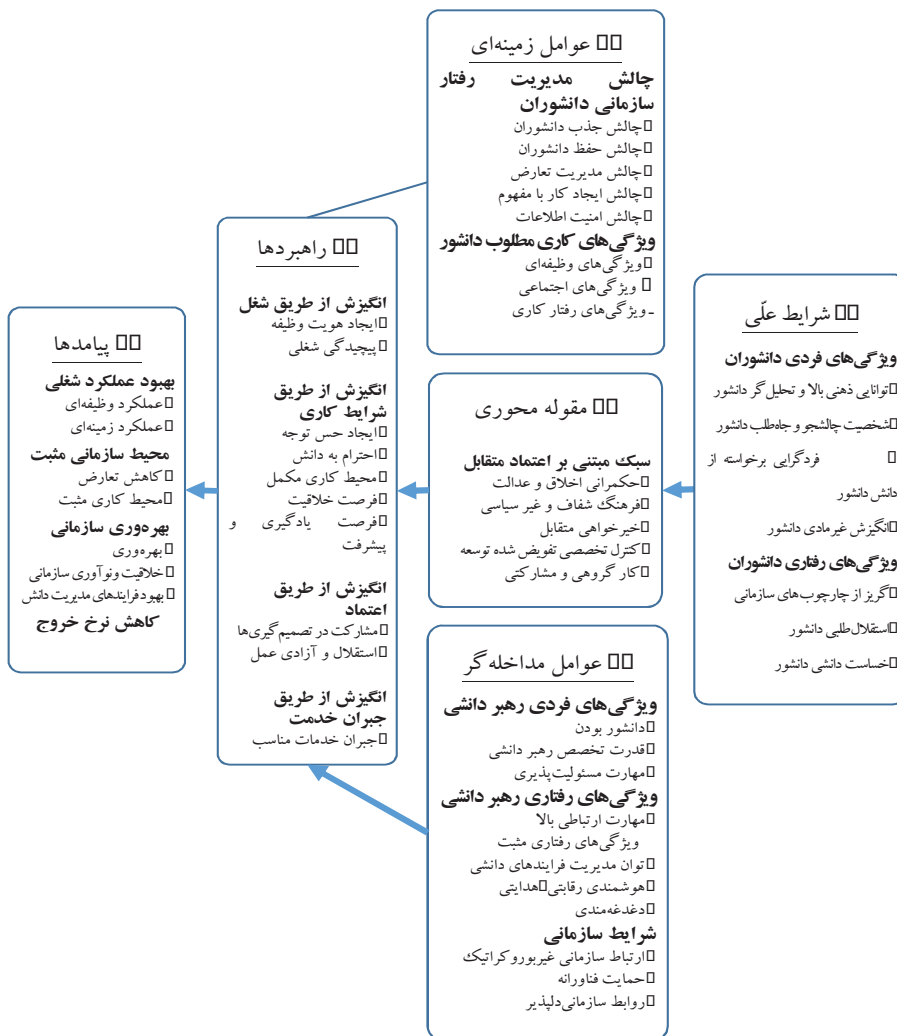 شرایط علّی
ویژگی‌های فردی دانشوران
توانایی ذهنی بالا و تحلیل‌گر دانشور
شخصیت چالشجو و جاه‌طلب دانشور
فردگرایی برخواسته از
دانش دانشور
انگیزش غیرمادی دانشور
ویژگی‌های رفتاری دانشوران
گریز از چارچوب‌های سازمانی
استقلال‌طلبی دانشور
خساست دانشی دانشور
عوامل زمینه‌ای
چالش مدیریت رفتار
سازمانی دانشوران
چالش جذب دانشوران
چالش حفظ دانشوران
چالش مدیریت تعارض
چالش ایجاد کار با مفهوم
چالش امنیت اطلاعات
ویژگی‌های کاری مطلوب دانشور
ویژگی‌های وظیفه‌ای
ویژگی‌های اجتماعی
- ویژگی‌های رفتار کاری
مقوله محوری
سبک مبتنی بر اعتماد متقابل
حکمرانی اخلاق و عدالت
فرهنگ شفاف و غیر سیاسی
خیرخواهی متقابل
کنترل تخصصی تفویض شده توسعه
کار گروهی و مشارکتی
عوامل مداخله‌گر
ویژگی‌های فردی رهبر دانشی
دانشور بودن
قدرت تخصص رهبر دانشی
مهارت مسئولیت‌پذیری
ویژگی‌های رفتاری رهبر دانشی
مهارت ارتباطی بالا
ویژگی‌های رفتاری مثبت
توان مدیریت فرایندهای دانشی
هوشمندی رقابتی هدایتی
دغدغه‌مندی
شرایط سازمانی
ارتباط سازمانی غیربوروکراتیک
حمایت فناورانه
روابط سازمانی‌دلپذیر
راهبردها
انگیزش از طریق شغل
ایجاد هویت وظیفه
پیچیدگی شغلی
انگیزش از طریق
شرایط کاری
ایجاد حس توجه
احترام به دانش
محیط کاری مکمل
فرصت خلاقیت
فرصت یادگیری و
پیشرفت
انگیزش از طریق
اعتماد
مشارکت در تصمیم‌گیری‌ها
استقلال و آزادی عمل
انگیزش از طریق
جبران خدمت
جبران خدمات مناسب
پیامدها
بهبود عملکرد شغلی
عملکرد وظیفه‌ای
عملکرد زمینه‌ای
محیط سازمانی مثبت
کاهش تعارض
محیط کاری مثبت
بهره‌وری سازمانی
بهره‌وری
خلاقیت ونوآوری سازمانی
بهبودفرایندهای مدیریت دانش
کاهش نرخ خروج